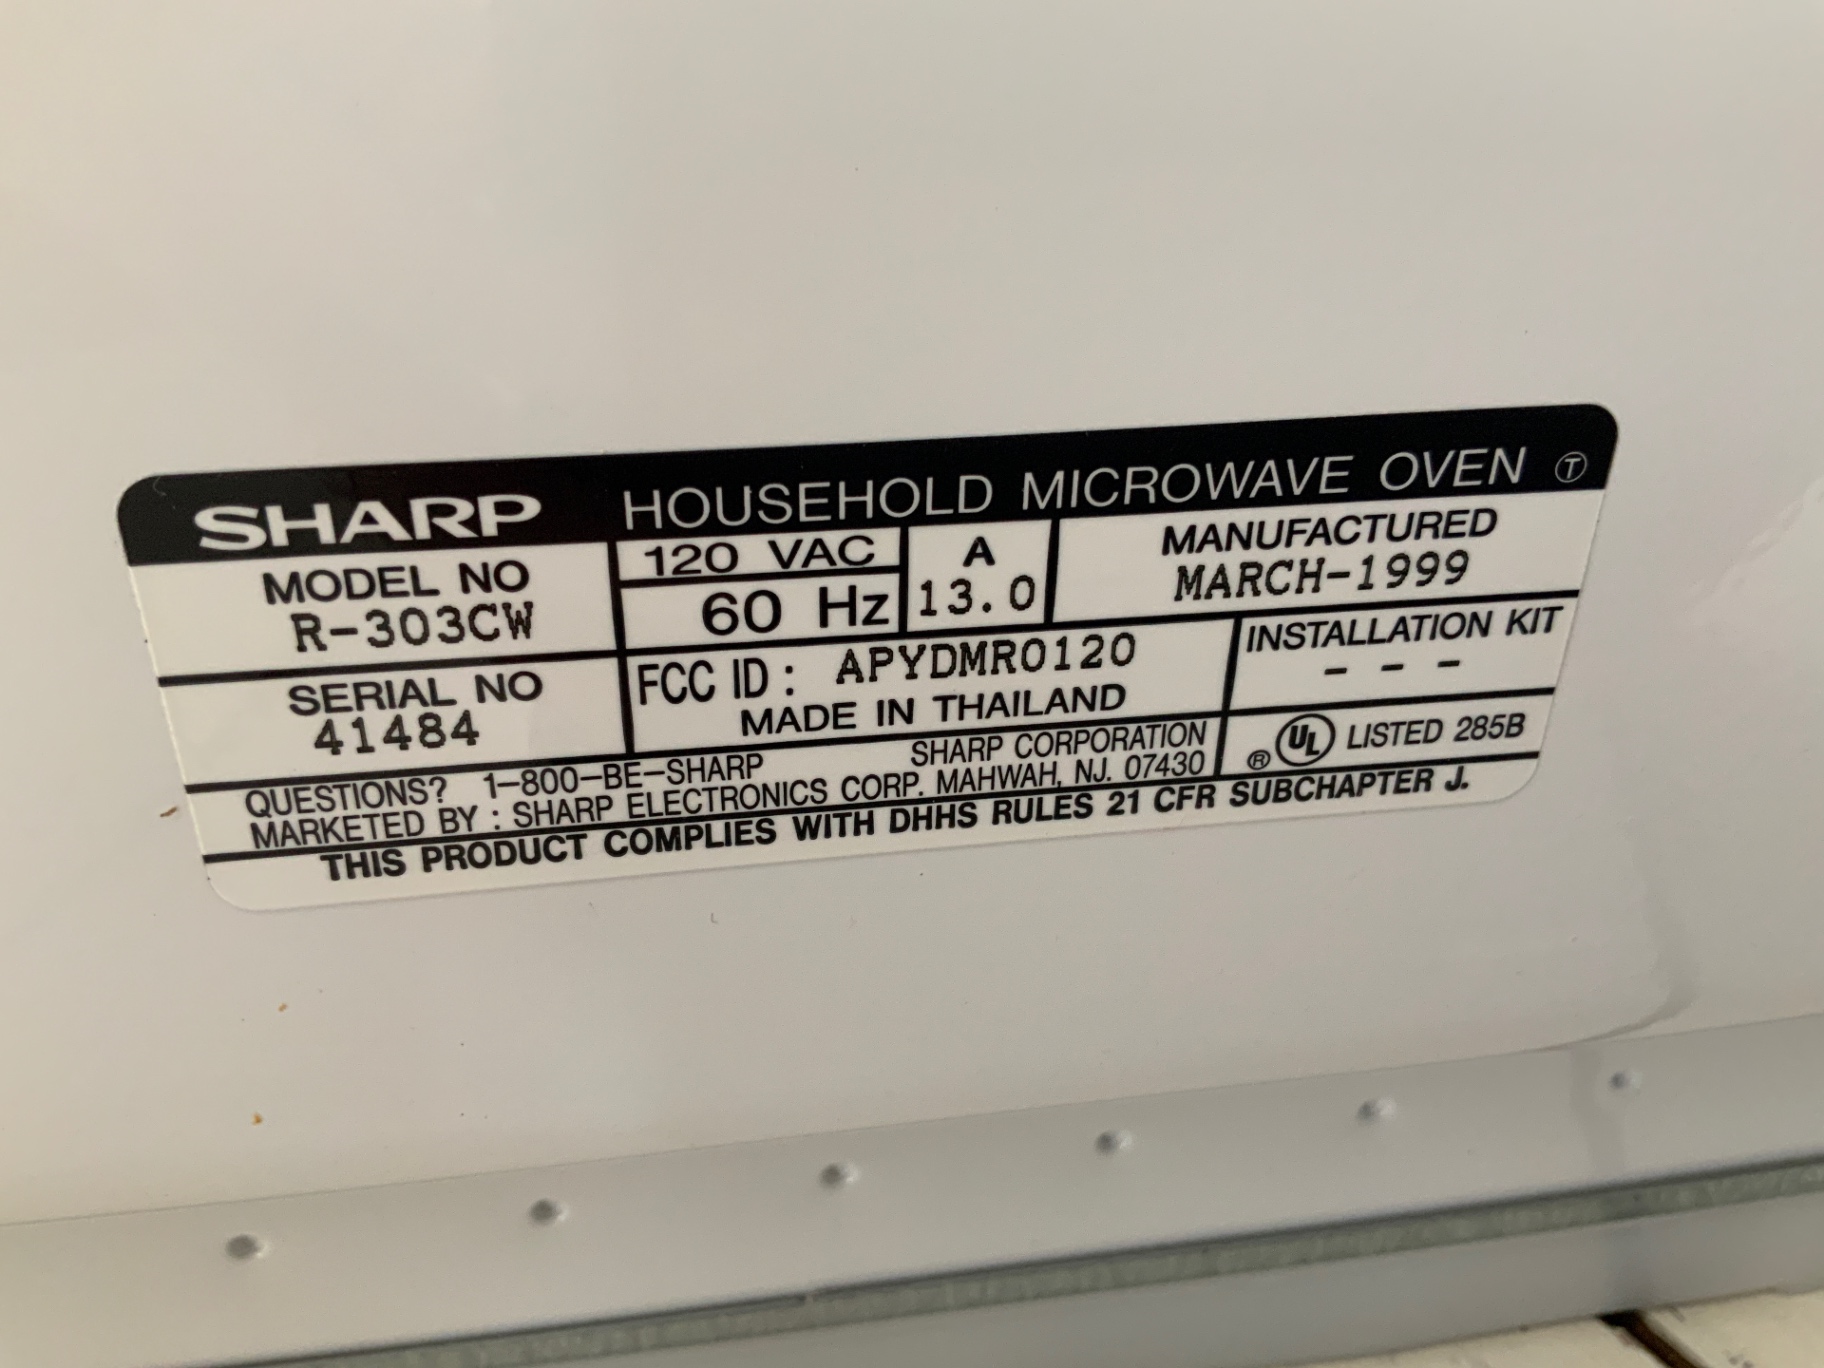 SHARP HOUSEHOLD MICROWAVE OVEN Ⓣ
MODEL NO
R-303CW
120 VAC
60 Hz
A
13.0
MANUFACTURED
MARCH-1999
SERIAL NO
41484
FCC ID: APYDMR0120
MADE IN THAILAND
INSTALLATION KIT
- - -
QUESTIONS? 1-800-BE-SHARP SHARP CORPORATION
MARKETED BY : SHARP ELECTRONICS CORP. MAHWAH, NJ. 07430
® UL LISTED 285B
THIS PRODUCT COMPLIES WITH DHHS RULES 21 CFR SUBCHAPTER J.